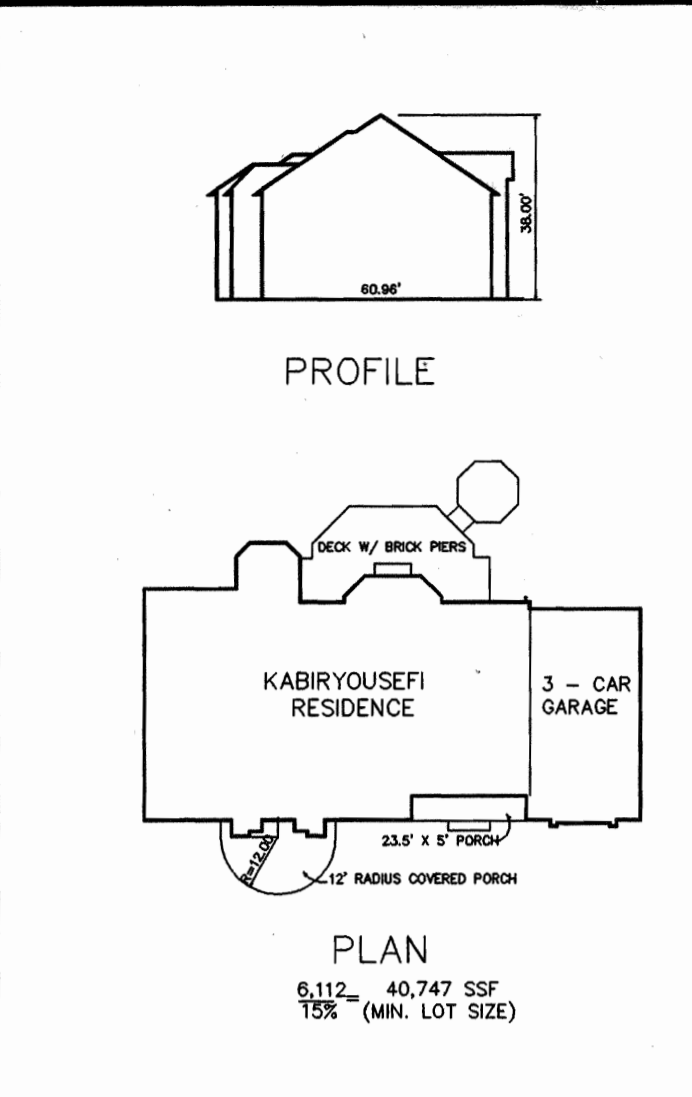 38.00'
60.96'
PROFILE
DECK W/ BRICK PIERS
KABIRYOUSEFI
RESIDENCE
3 - CAR
GARAGE
23.5' X 5' PORCH
R=12.00
12' RADIUS COVERED PORCH
PLAN
6,112 = 40,747 SSF
15% (MIN. LOT SIZE)